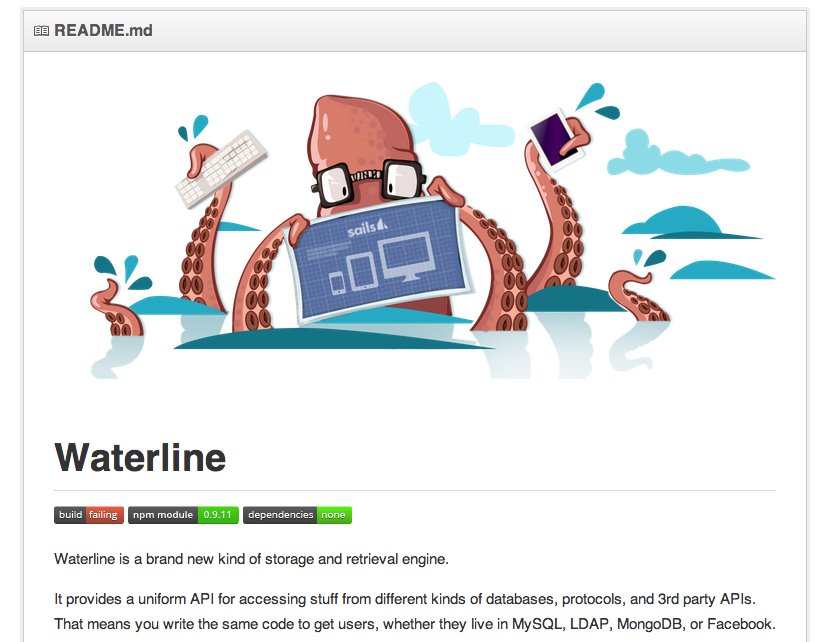 README.md
sails
Waterline
build failing npm module 0.9.11 dependencies none
Waterline is a brand new kind of storage and retrieval engine.
It provides a uniform API for accessing stuff from different kinds of databases, protocols, and 3rd party APIs.
That means you write the same code to get users, whether they live in MySQL, LDAP, MongoDB, or Facebook.